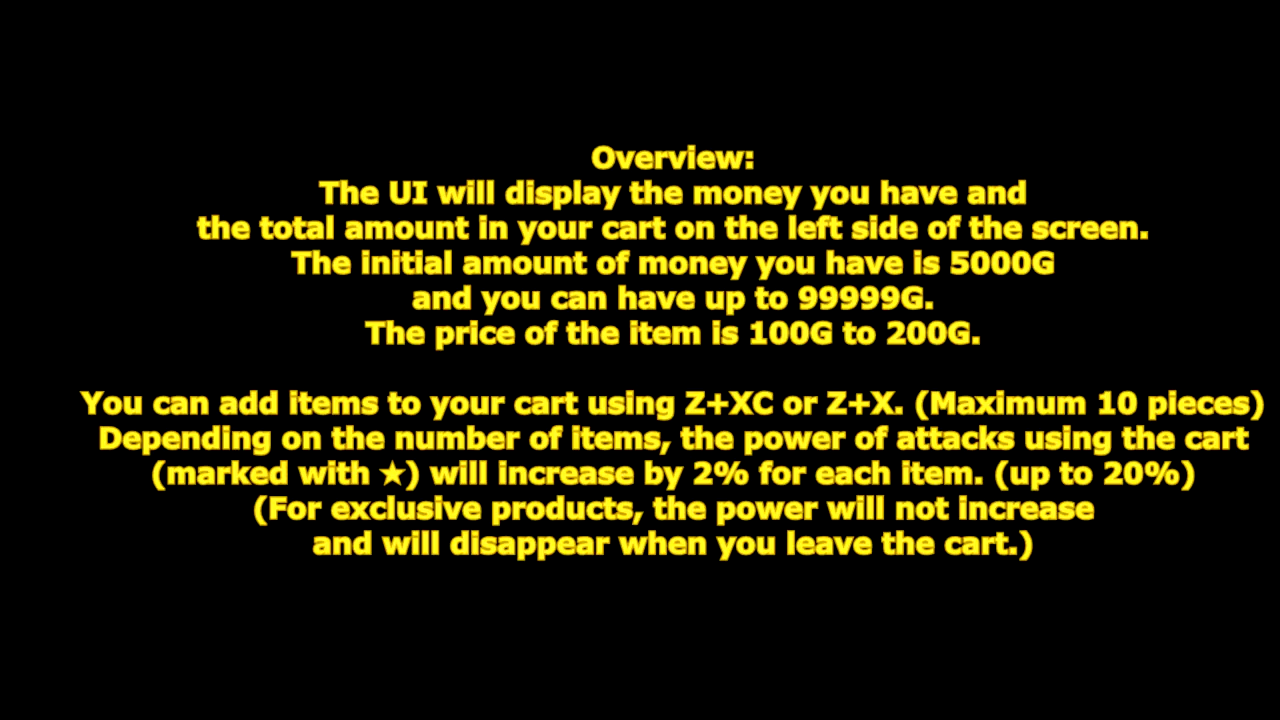 Overview:
The UI will display the money you have and
the total amount in your cart on the left side of the screen.
The initial amount of money you have is 5000G
and you can have up to 99999G.
The price of the item is 100G to 200G.
You can add items to your cart using Z+XC or Z+X. (Maximum 10 pieces)
Depending on the number of items, the power of attacks using the cart
(marked with ★) will increase by 2% for each item. (up to 20%)
(For exclusive products, the power will not increase
and will disappear when you leave the cart.)